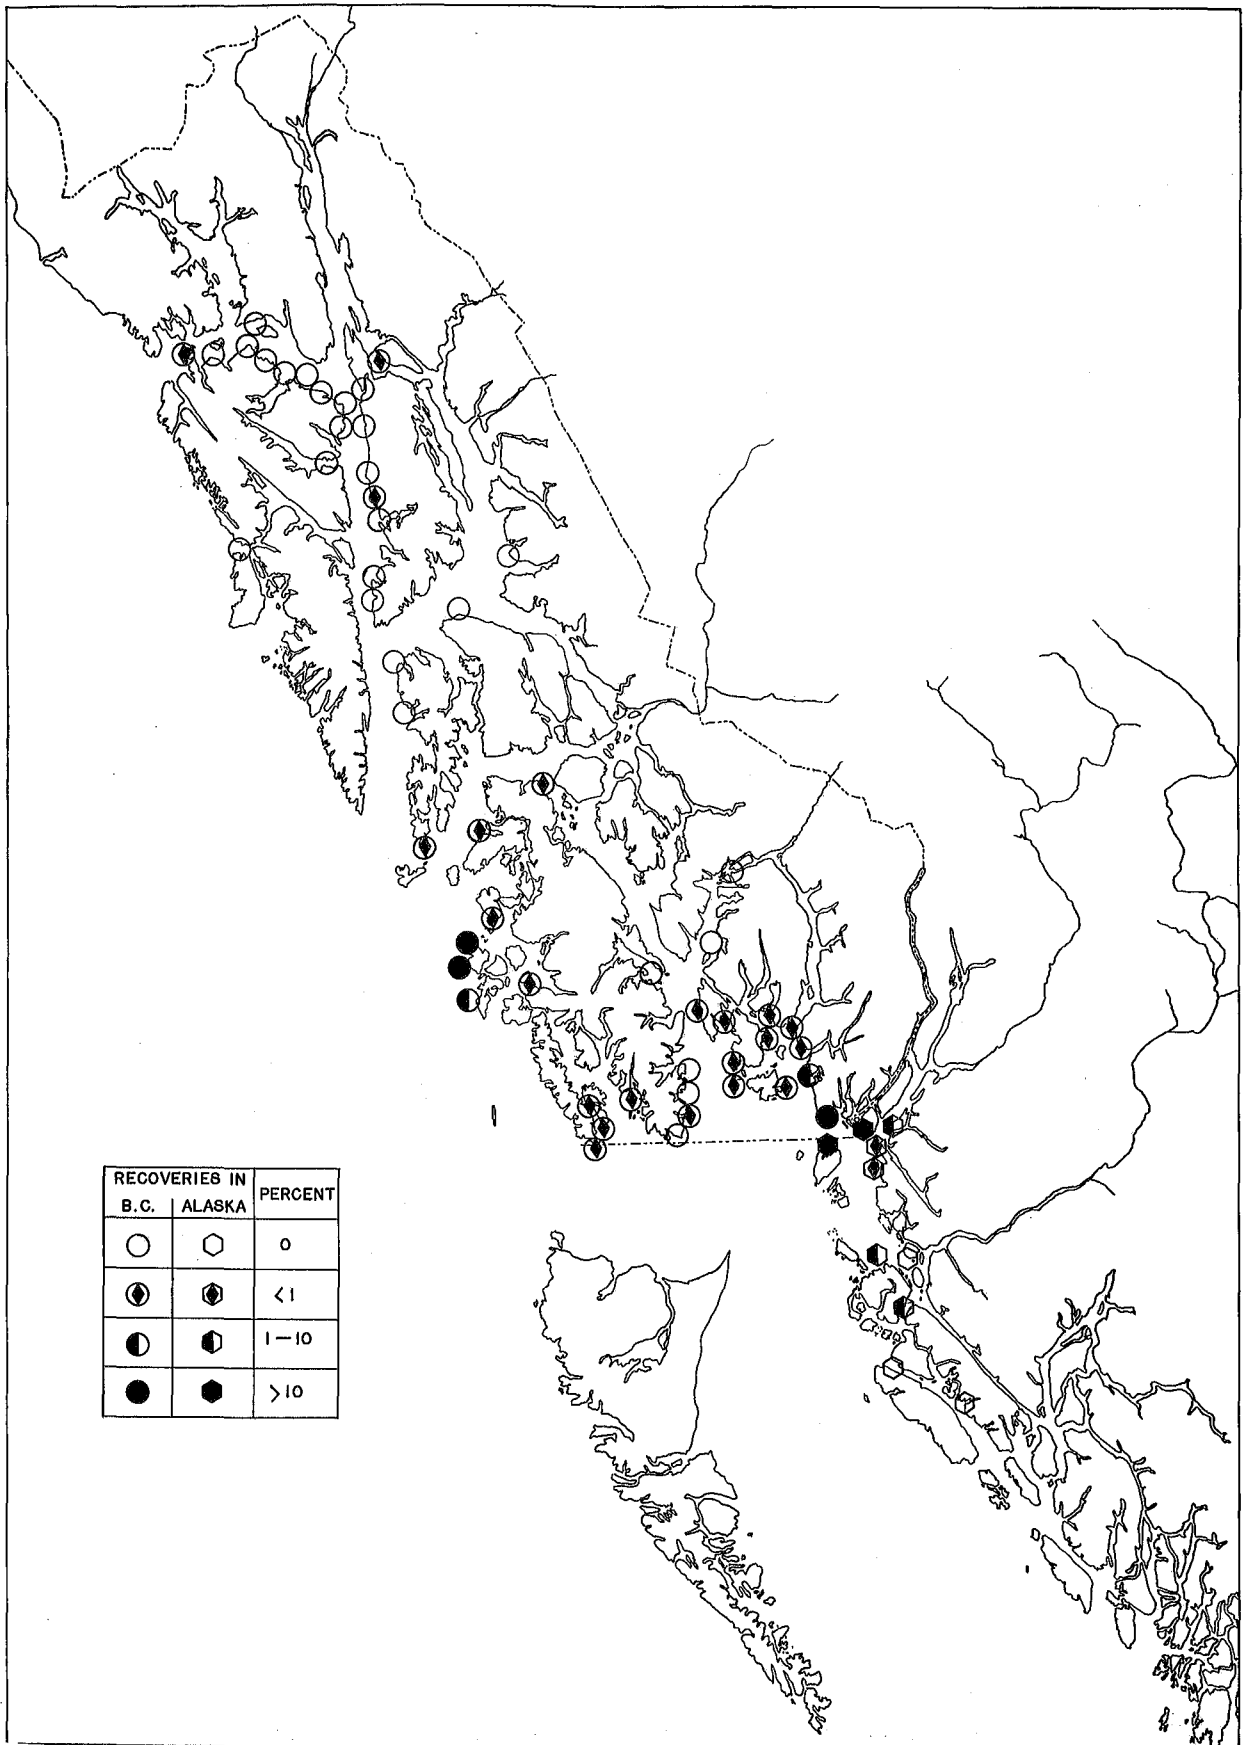 RECOVERIES IN
PERCENT
B.C. ALASKA
0
<1
1-10
>10